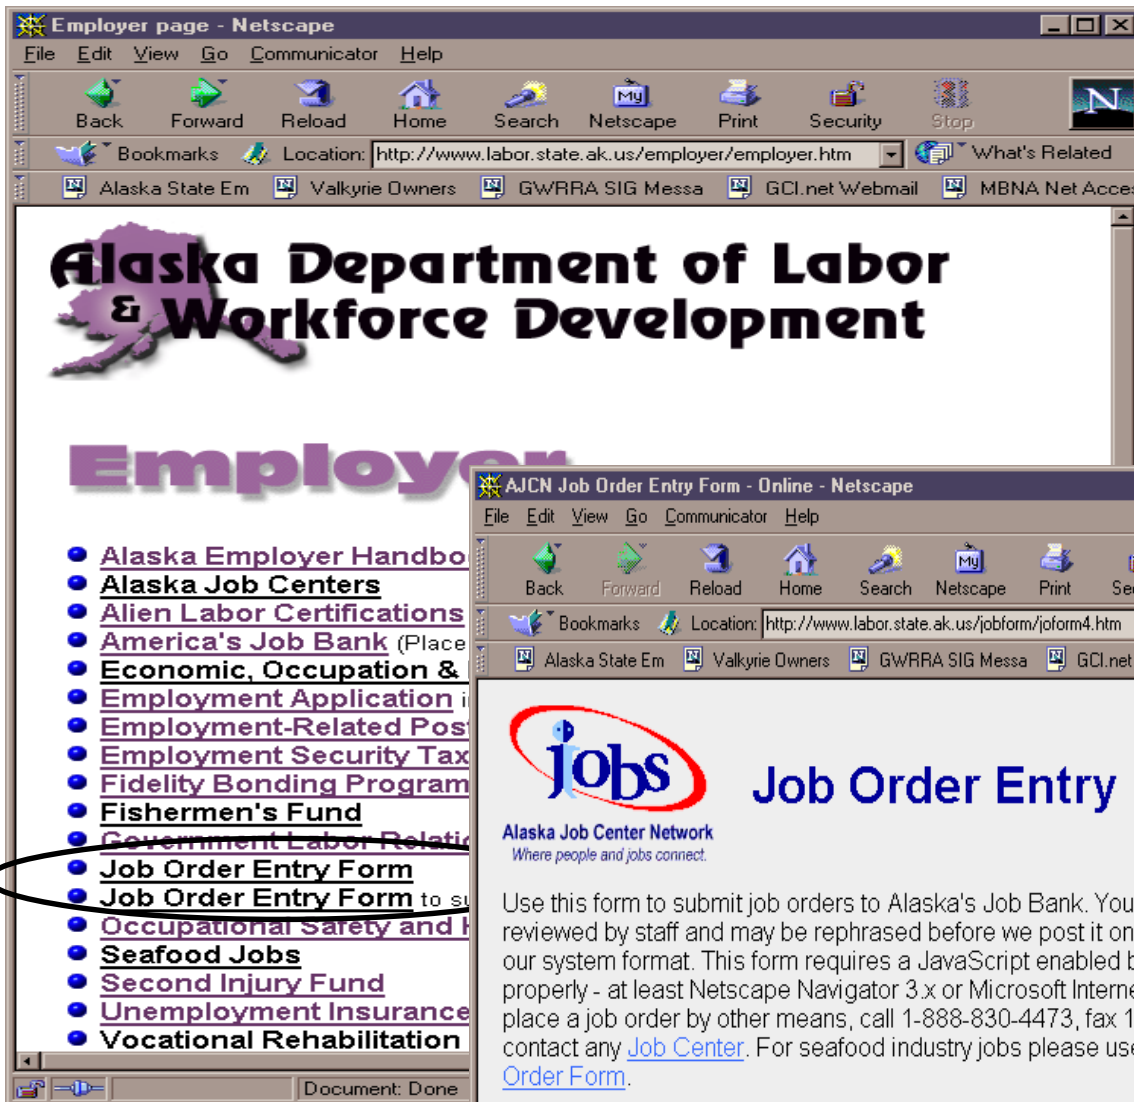 Employer page - Netscape
File Edit View Go Communicator Help
Back Forward Reload Home Search Netscape Print Security Stop
My
N
Bookmarks Location: http://www.labor.state.ak.us/employer/employer.htm What's Related
Alaska State Em Valkyrie Owners GWRRA SIG Messa GCI.net Webmail MBNA Net Acce
Alaska Department of Labor
& Workforce Development
Employer
Alaska Employer Handbo
Alaska Job Centers
Alien Labor Certifications
America's Job Bank (Place
Economic, Occupation &
Employment Application i
Employment-Related Pos
Employment Security Tax
Fidelity Bonding Program
Fishermen's Fund
Government Labor Relatio
Job Order Entry Form
Job Order Entry Form to su
Occupational Safety and H
Seafood Jobs
Second Injury Fund
Unemployment Insurance
Vocational Rehabilitation
Document: Done
AJCN Job Order Entry Form - Online - Netscape
File Edit View Go Communicator Help
Back Forward Reload Home Search Netscape Print Se
My
Bookmarks Location: http://www.labor.state.ak.us/jobform/joform4.htm
Alaska State Em Valkyrie Owners GWRRA SIG Messa GCI.net
jobs
Alaska Job Center Network
Where people and jobs connect.
Job Order Entry
Use this form to submit job orders to Alaska's Job Bank. You
reviewed by staff and may be rephrased before we post it on
our system format. This form requires a JavaScript enabled b
properly - at least Netscape Navigator 3.x or Microsoft Interne
place a job order by other means, call 1-888-830-4473, fax 1
contact any Job Center. For seafood industry jobs please use
Order Form.